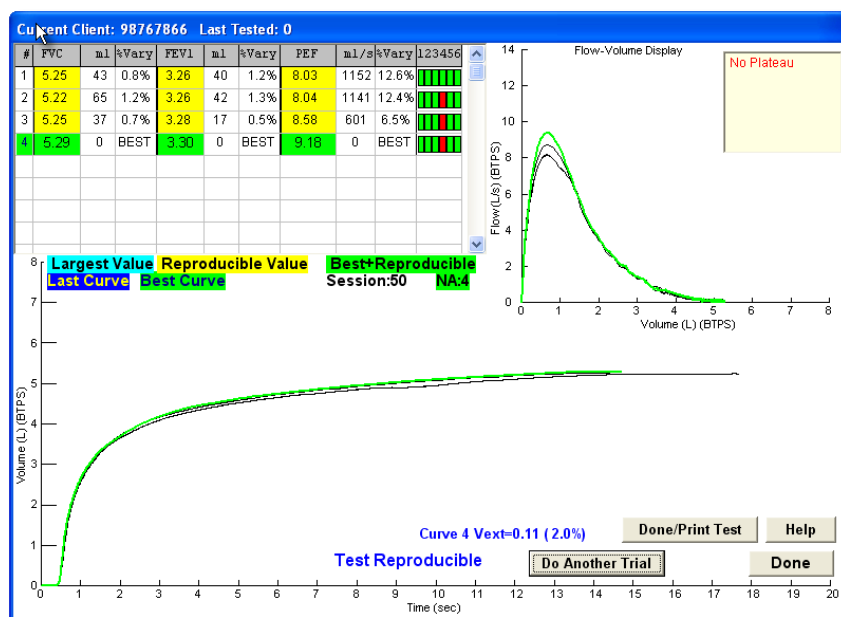 Current Client: 98767866 Last Tested: 0
# FVC ml %Vary FEV1 ml %Vary PEF ml/s %Vary 123456
1 5.25 43 0.8% 3.26 40 1.2% 8.03 1152 12.6%
2 5.22 65 1.2% 3.26 42 1.3% 8.04 1141 12.4%
3 5.25 37 0.7% 3.28 17 0.5% 8.58 601 6.5%
4 5.29 0 BEST 3.30 0 BEST 9.18 0 BEST
Flow-Volume Display
No Plateau
14
12
10
8
6
4
2
0
Flow(L/s) (BTPS)
0 1 2 3 4 5 6 7 8
Volume (L) (BTPS)
Largest Value Reproducible Value Best+Reproducible
Last Curve Best Curve Session:50 NA:4
8
7
6
5
4
3
2
1
0
Volume (L) (BTPS)
Curve 4 Vext=0.11 ( 2.0%)
Done/Print Test Help
Test Reproducible
Do Another Trial Done
0 1 2 3 4 5 6 7 8 9 10 11 12 13 14 15 16 17 18 19 20
Time (sec)